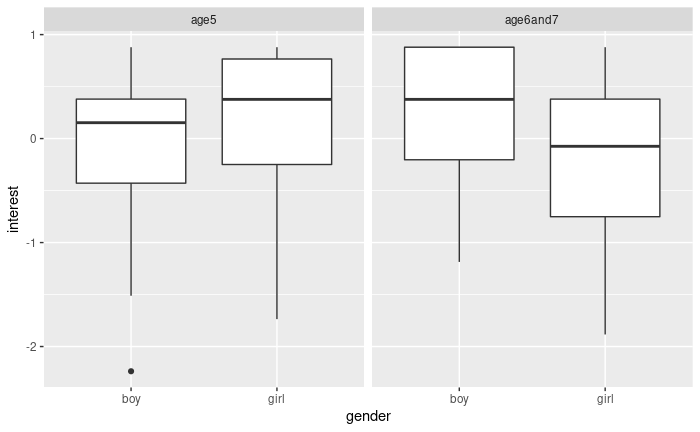 age5 age6and7
1
0
-1
-2
interest
boy girl boy girl
gender